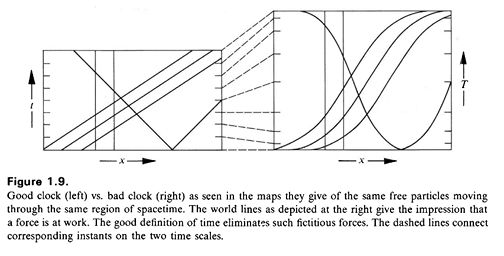 t
x
T
x
Figure 1.9.
Good clock (left) vs. bad clock (right) as seen in the maps they give of the same free particles moving
through the same region of spacetime. The world lines as depicted at the right give the impression that
a force is at work. The good definition of time eliminates such fictitious forces. The dashed lines connect
corresponding instants on the two time scales.